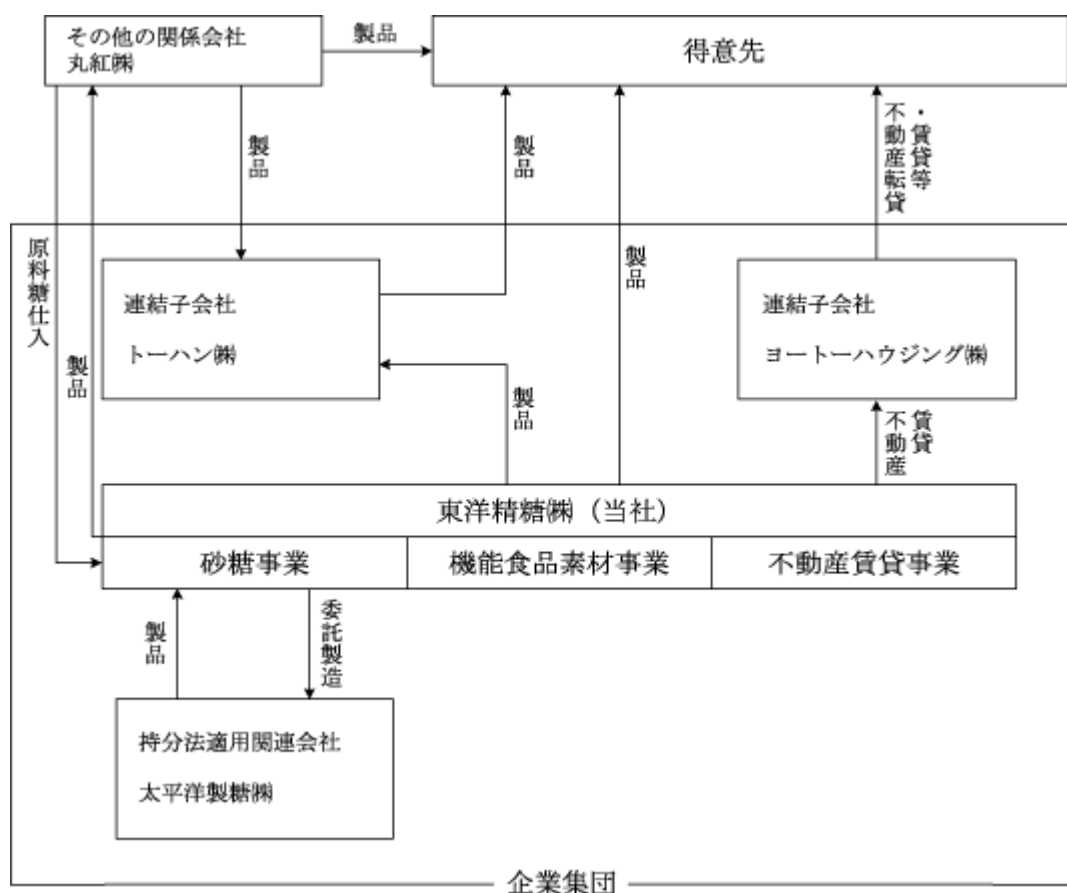 その他の関係会社
丸紅㈱
製品
得意先
製品
製品
不動産転貸
・賃貸等
原料糖仕入
製品
連結子会社
トーハン㈱
製品
連結子会社
ヨートーハウジング㈱
製品
不動産
賃貸
東洋精糖㈱（当社）
砂糖事業
機能食品素材事業
不動産賃貸事業
製品
委託製造
持分法適用関連会社
太平洋製糖㈱
企業集団